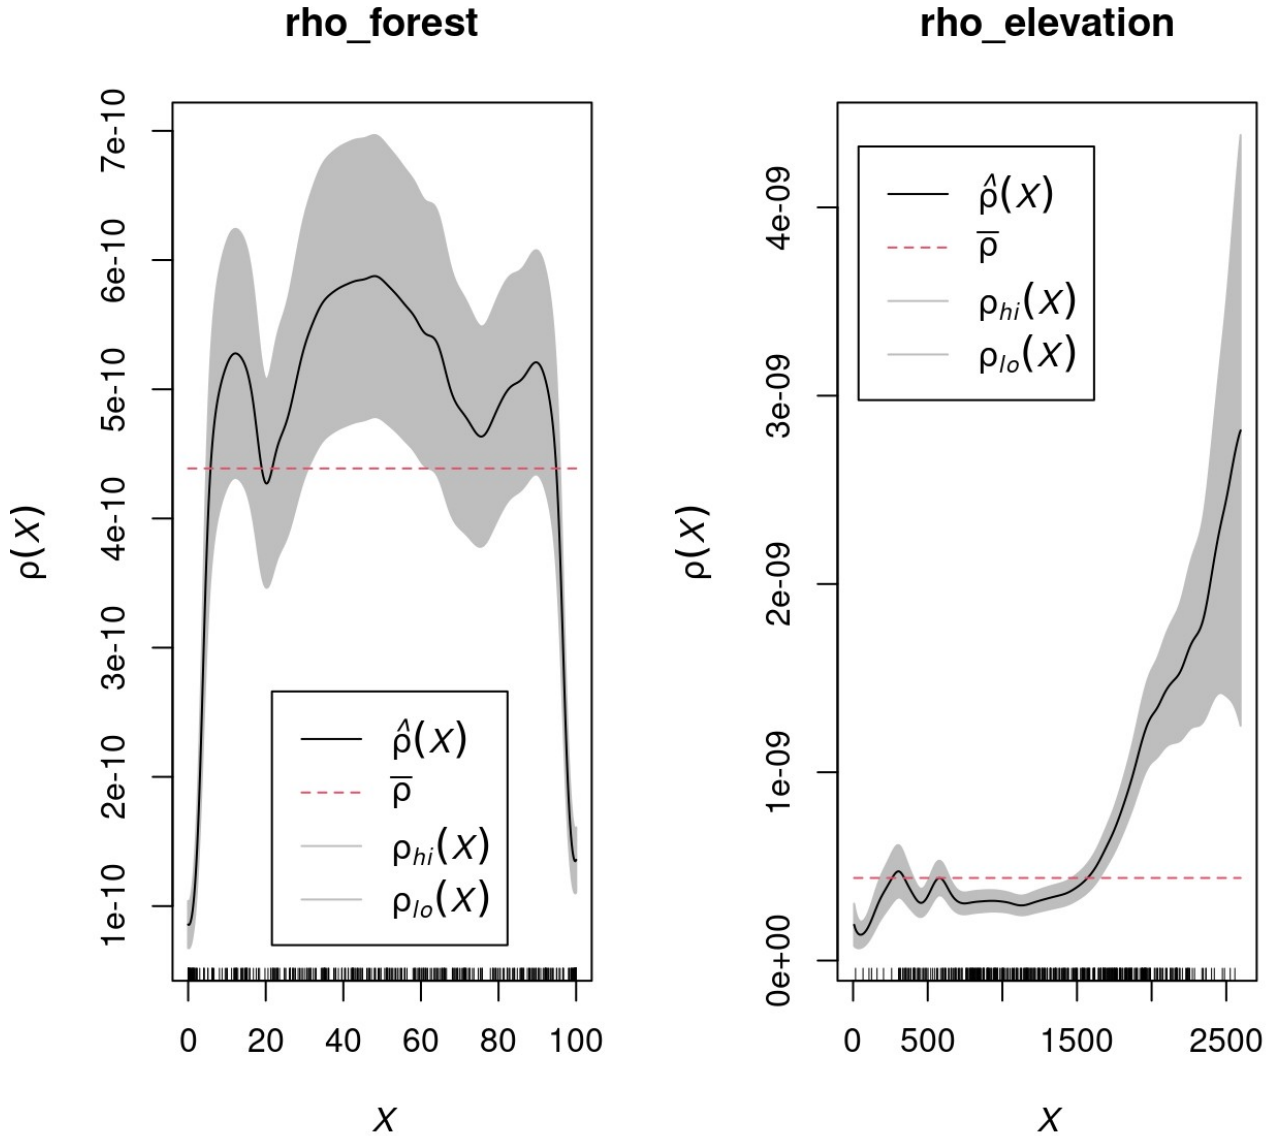 rho_forest
ρ(X)
7e-10
6e-10
5e-10
4e-10
3e-10
2e-10
1e-10
ρ̂(X)
ρ̅
ρhi(X)
ρlo(X)
0 20 40 60 80 100
X
rho_elevation
ρ(X)
4e-09
3e-09
2e-09
1e-09
0e+00
ρ̂(X)
ρ̅
ρhi(X)
ρlo(X)
0 500 1500 2500
X